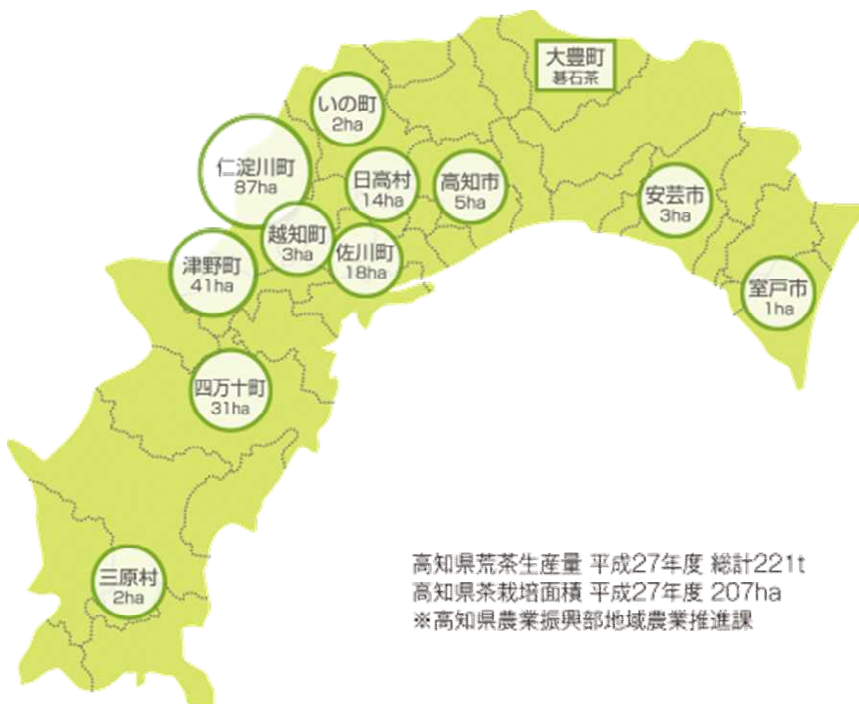 大豊町
碁石茶
いの町
2ha
仁淀川町
87ha
日高村
14ha
高知市
5ha
安芸市
3ha
越知町
3ha
佐川町
18ha
津野町
41ha
室戸市
1ha
四万十町
31ha
三原村
2ha
高知県荒茶生産量 平成27年度 総計221t
高知県茶栽培面積 平成27年度 207ha
※高知県農業振興部地域農業推進課